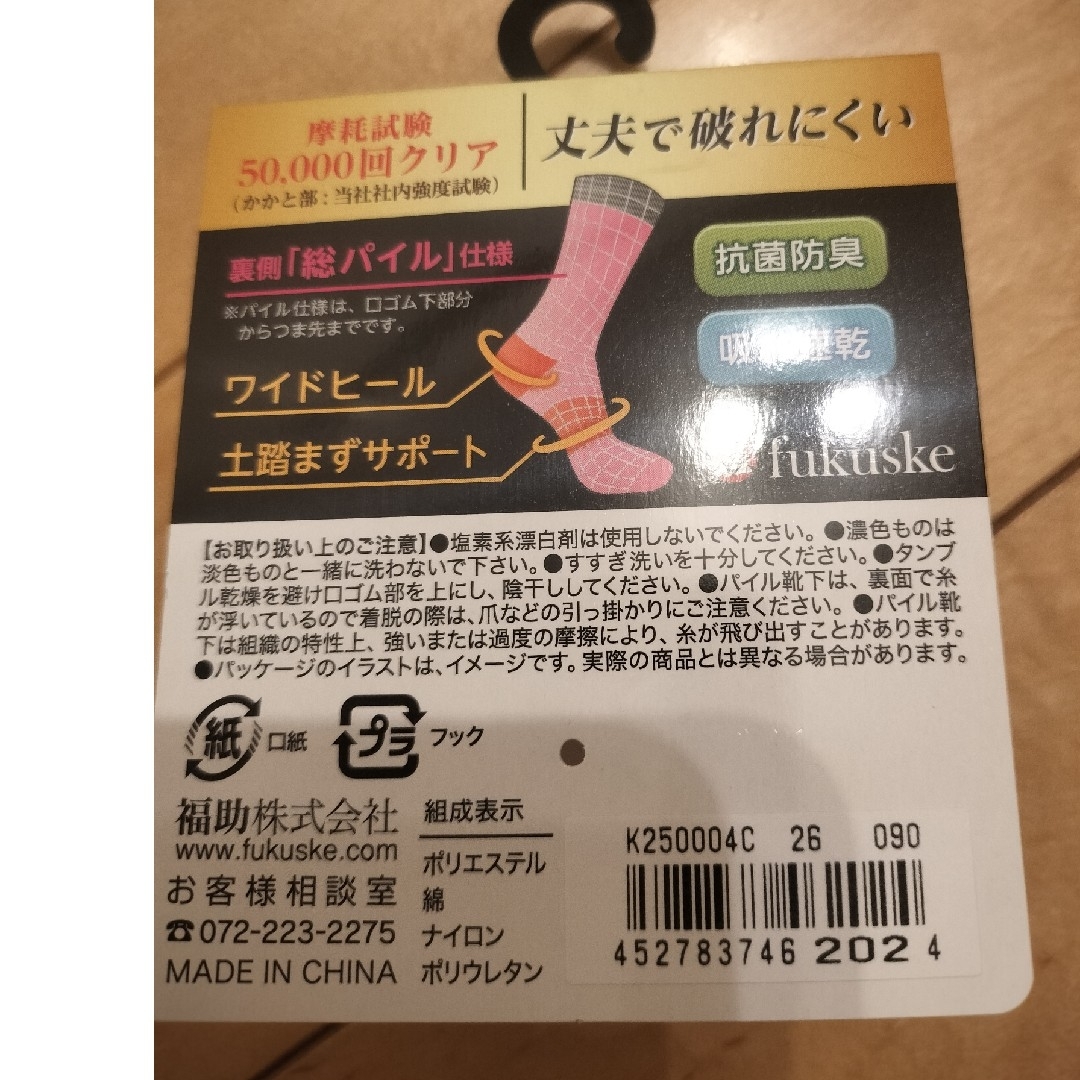 摩耗試験
50,000回クリア
(かかと部:当社社内強度試験)
丈夫で破れにくい
裏側「総パイル」仕様
※パイル仕様は、口ゴム下部分
からつま先までです。
ワイドヒール
土踏まずサポート
抗菌防臭
乾
fukuske
【お取り扱い上のご注意】●塩素系漂白剤は使用しないでください。●濃色ものは
淡色ものと一緒に洗わないで下さい。●すすぎ洗いを十分してください。●タンブ
ル乾燥を避け口ゴム部を上にし、陰干ししてください。●パイル靴下は、裏面で糸
が浮いているので着脱の際は、爪などの引っ掛かりにご注意ください。●パイル靴
下は組織の特性上、強いまたは過度の摩擦により、糸が飛び出すことがあります。
●パッケージのイラストは、イメージです。実際の商品とは異なる場合があります。
紙 口紙
プラ フック
福助株式会社
www.fukuske.com
お客様相談室
☎072-223-2275
MADE IN CHINA
組成表示
ポリエステル
綿
ナイロン
ポリウレタン
K250004C 26 090
452783746 202 4